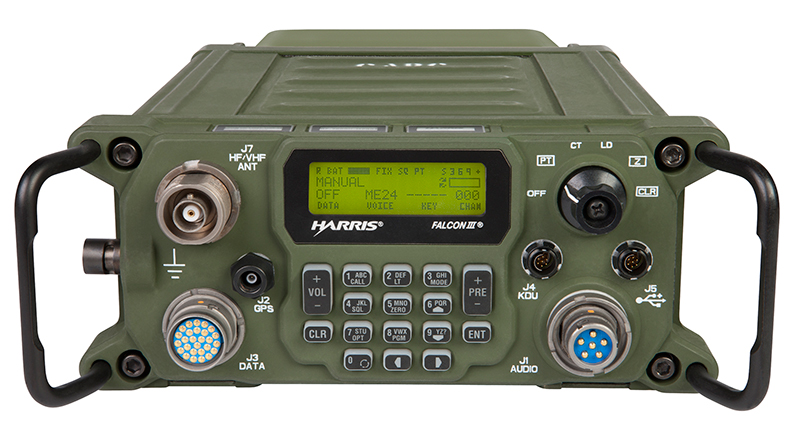 J7
HF/VHF
ANT
R BAT FIX SQ PT S369+
MANUAL
OFF ME24 ----- 000
DATA VOICE KEY CHAN
HARRIS®
FALCON III®
CT LD
PT
Z
OFF
CLR
J2
GPS
J4
KDU
J5
+
VOL
-
1 ABC
CALL
2 DEF
LT
3 GHI
MODE
+
PRE
-
4 JKL
SQL
5 MNO
ZERO
6 PQR
CLR
7 STU
OPT
8 VWX
PGM
9 YZ?
ENT
0
J3
DATA
J1
AUDIO